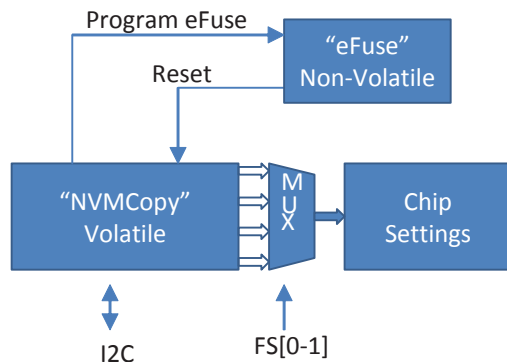 Program eFuse
“eFuse”
Non-Volatile
Reset
“NVMCopy”
Volatile
M
U
X
Chip
Settings
I2C
FS[0-1]